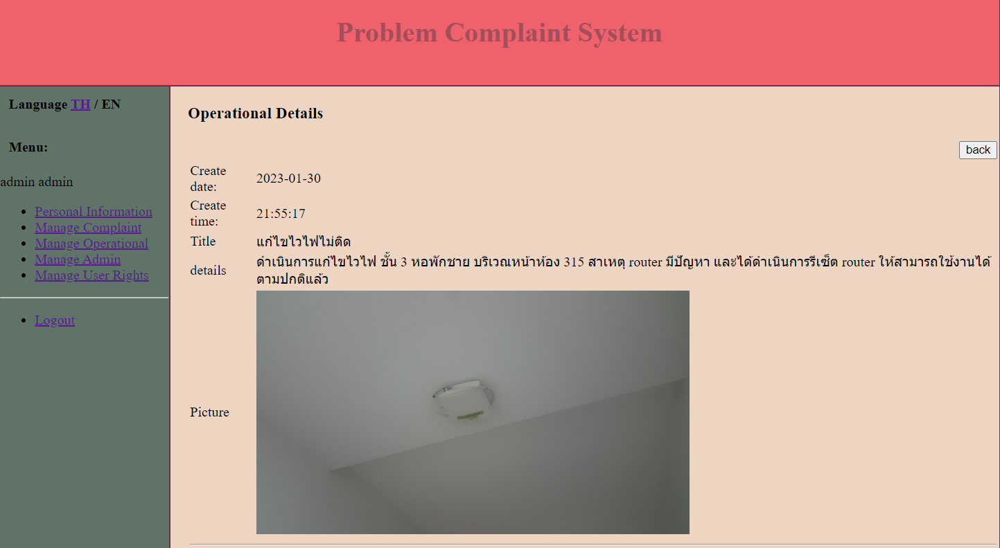 Problem Complaint System
Language TH / EN
Menu:
admin admin
Personal Information
Manage Complaint
Manage Operational
Manage Admin
Manage User Rights
Logout
Operational Details
back
Create
date:
2023-01-30
Create
time:
21:55:17
Title
แก้ไขไวไฟไม่ติด
details
ดำเนินการแก้ไขไวไฟ ชั้น 3 หอพักชาย บริเวณหน้าห้อง 315 สาเหตุ router มีปัญหา และได้ดำเนินการรีเซ็ต router ให้สามารถใช้งานได้
ตามปกติแล้ว
Picture